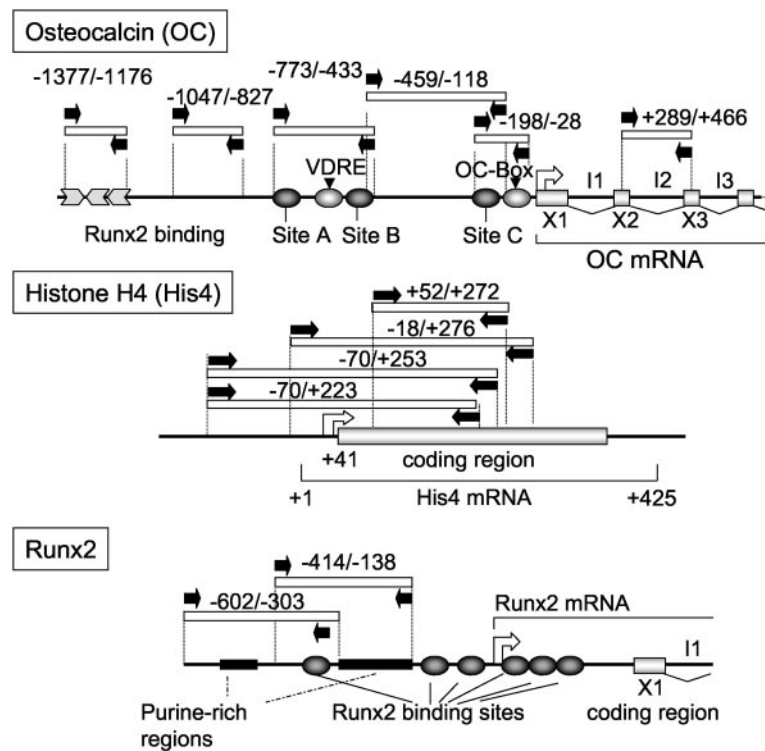 Osteocalcin (OC)
-1377/-1176
-1047/-827
-773/-433
-459/-118
-198/-28
+289/+466
VDRE
OC-Box
I1
I2
I3
X1
X2
X3
Runx2 binding
Site A
Site B
Site C
OC mRNA
Histone H4 (His4)
+52/+272
-18/+276
-70/+253
-70/+223
+41
coding region
+1
His4 mRNA
+425
Runx2
-414/-138
-602/-303
Runx2 mRNA
I1
X1
Purine-rich
regions
Runx2 binding sites
coding region